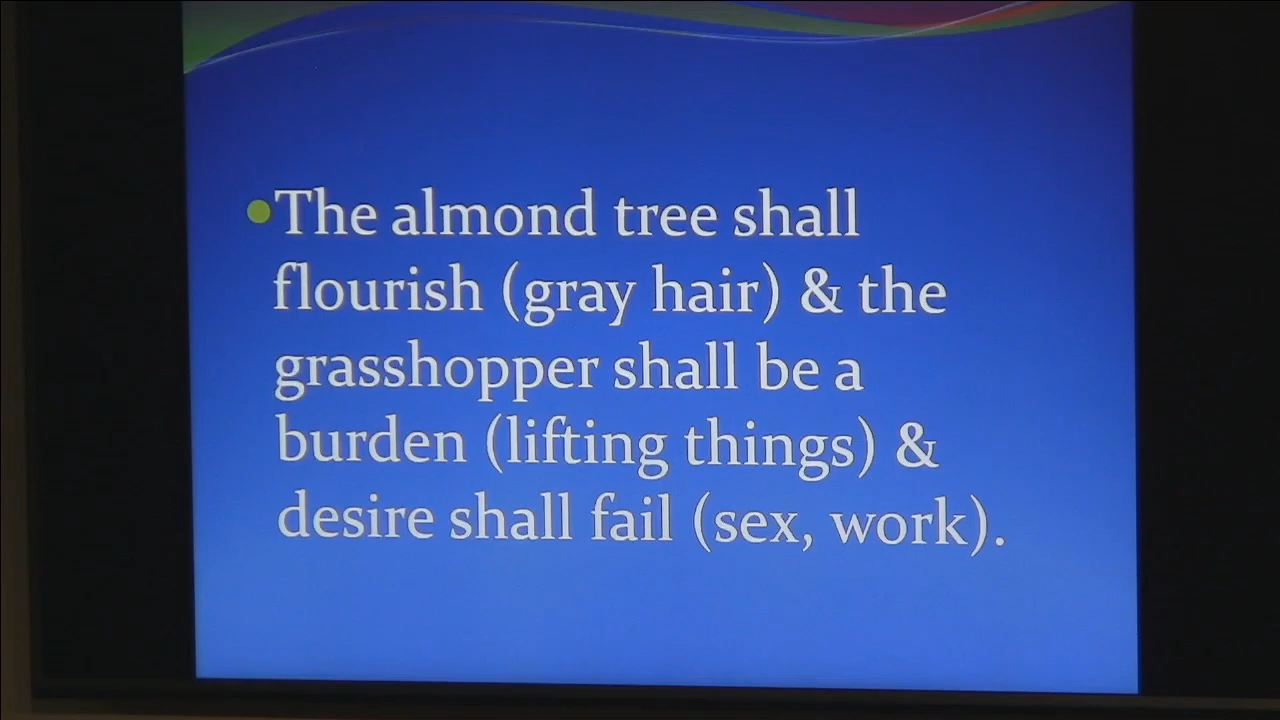 •The almond tree shall
flourish (gray hair) & the
grasshopper shall be a
burden (lifting things) &
desire shall fail (sex, work).